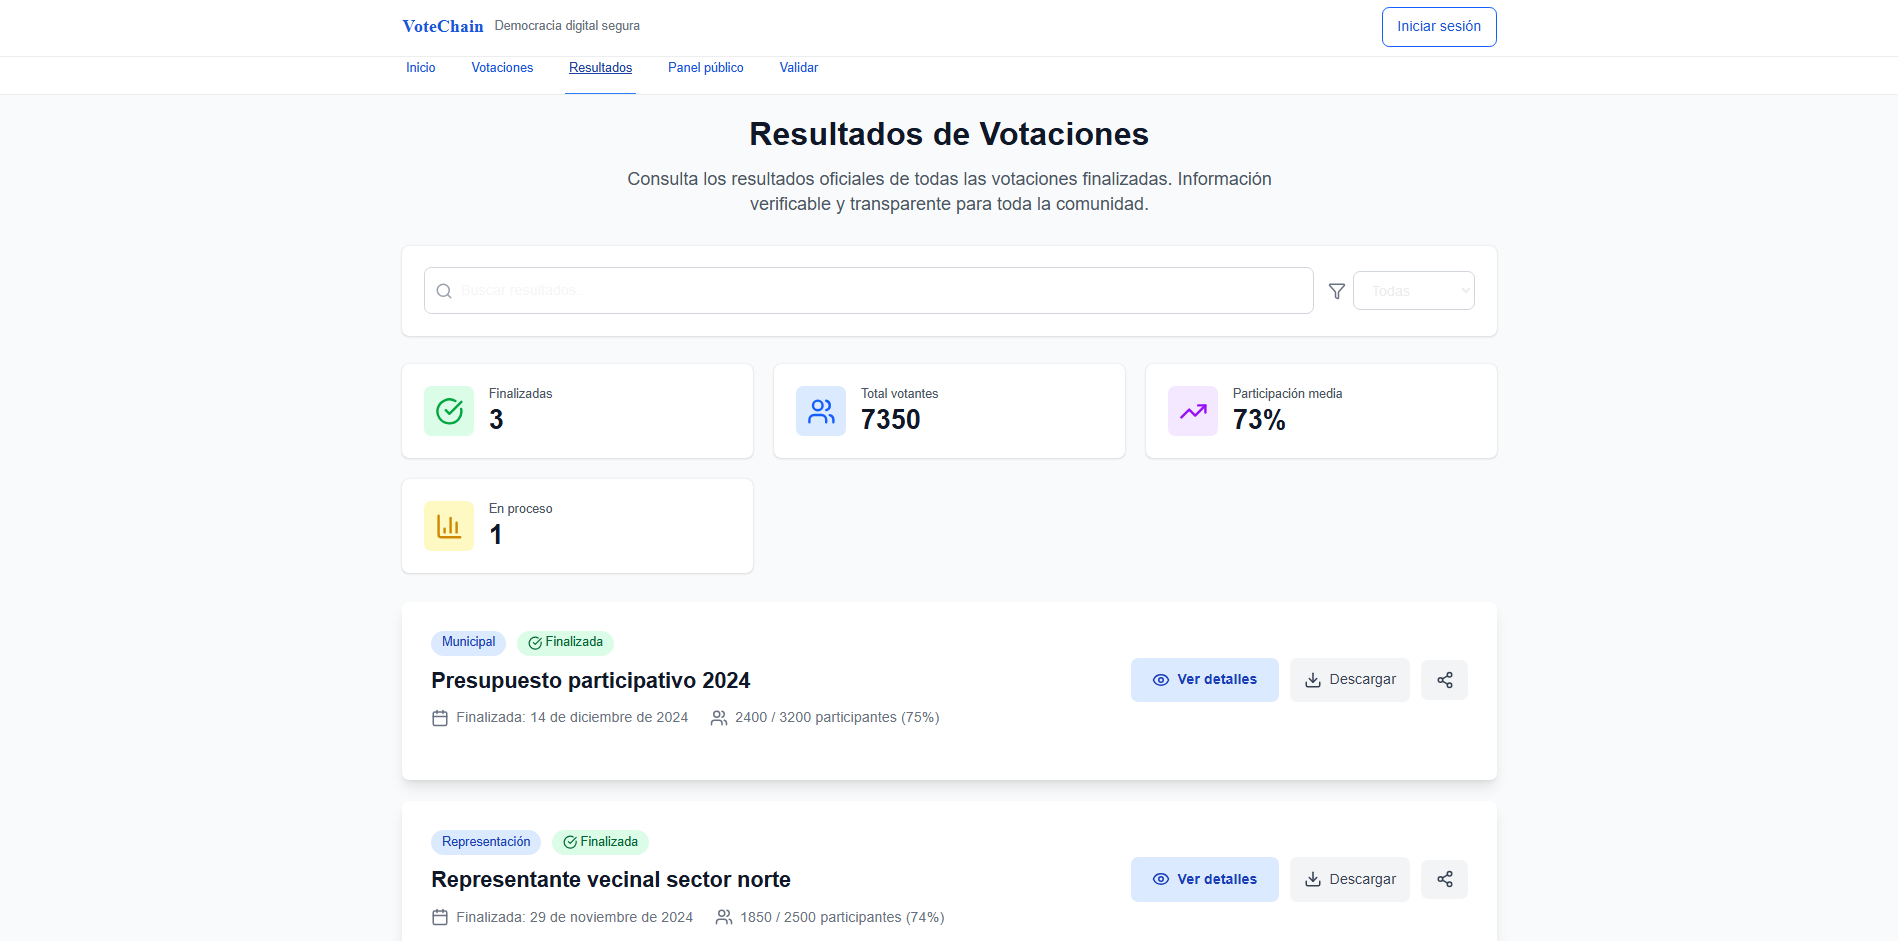 VoteChain Democracia digital segura Iniciar sesión
Inicio Votaciones Resultados Panel público Validar
Resultados de Votaciones
Consulta los resultados oficiales de todas las votaciones finalizadas. Información
verificable y transparente para toda la comunidad.
Buscar resultados... Todas
Finalizadas
3
Total votantes
7350
Participación media
73%
En proceso
1
Municipal Finalizada
Presupuesto participativo 2024
Finalizada: 14 de diciembre de 2024 2400 / 3200 participantes (75%)
Ver detalles Descargar
Representación Finalizada
Representante vecinal sector norte
Finalizada: 29 de noviembre de 2024 1850 / 2500 participantes (74%)
Ver detalles Descargar